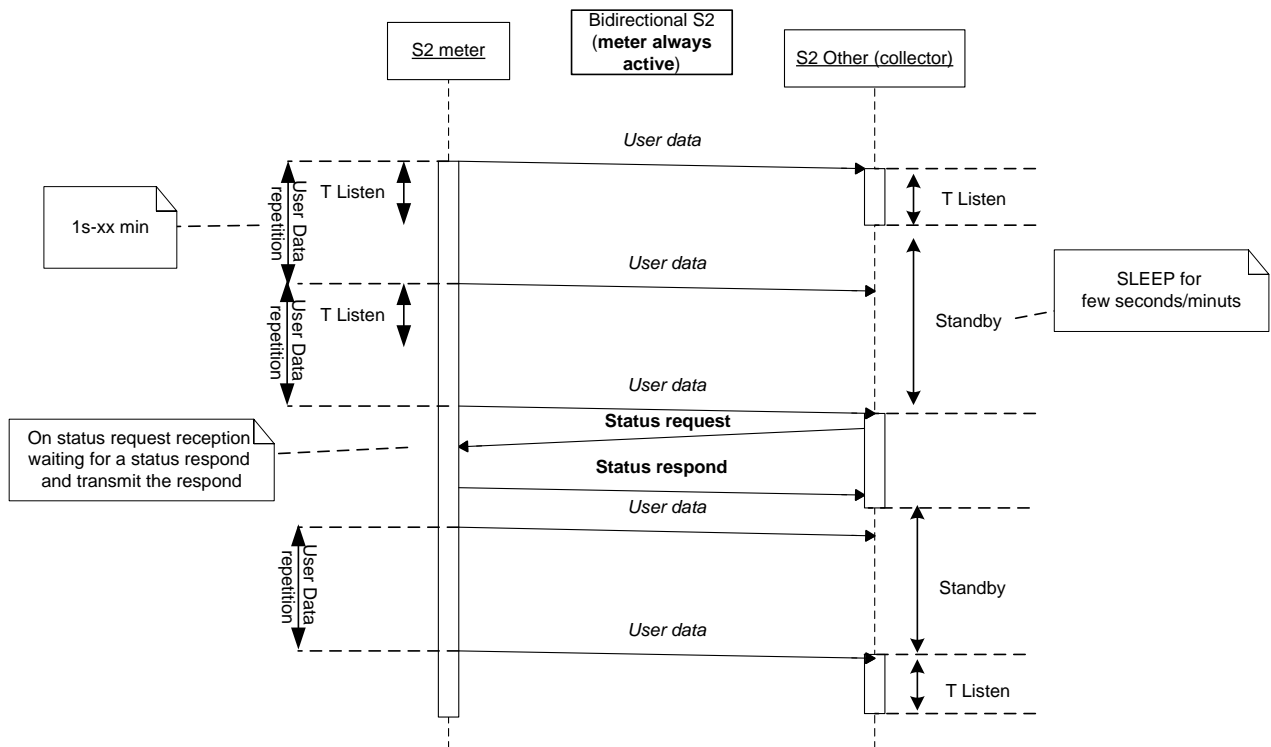 Bidirectional S2
(meter always
active)
S2 meter
S2 Other (collector)
User data
User Data
repetition
T Listen
T Listen
1s-xx min
User data
User Data
repetition
T Listen
Standby
SLEEP for
few seconds/minuts
User data
Status request
On status request reception
waiting for a status respond
and transmit the respond
Status respond
User data
User Data
repetition
Standby
User data
T Listen